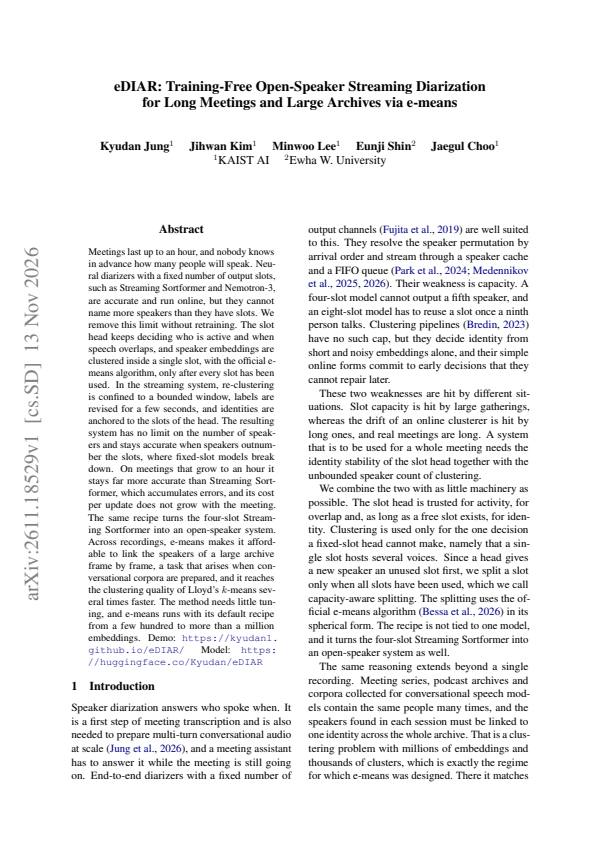 eDIAR: Training-Free Open-Speaker Streaming Diarization
for Long Meetings and Large Archives via e-means
Kyudan Jung1 Jihwan Kim1 Minwoo Lee1 Eunji Shin2 Jaegul Choo1
1KAIST AI 2Ewha W. University
arXiv:2611.18529v1 [cs.SD] 13 Nov 2026
Abstract
Meetings last up to an hour, and nobody knows
in advance how many people will speak. Neu-
ral diarizers with a fixed number of output slots,
such as Streaming Sortformer and Nemotron-3,
are accurate and run online, but they cannot
name more speakers than they have slots. We
remove this limit without retraining. The slot
head keeps deciding who is active and when
speech overlaps, and speaker embeddings are
clustered inside a single slot, with the official e-
means algorithm, only after every slot has been
used. In the streaming system, re-clustering
is confined to a bounded window, labels are
revised for a few seconds, and identities are
anchored to the slots of the head. The resulting
system has no limit on the number of speak-
ers and stays accurate when speakers outnum-
ber the slots, where fixed-slot models break
down. On meetings that grow to an hour it
stays far more accurate than Streaming Sort-
former, which accumulates errors, and its cost
per update does not grow with the meeting.
The same recipe turns the four-slot Stream-
ing Sortformer into an open-speaker system.
Across recordings, e-means makes it afford-
able to link the speakers of a large archive
frame by frame, a task that arises when con-
versational corpora are prepared, and it reaches
the clustering quality of Lloyd's k-means sev-
eral times faster. The method needs little tun-
ing, and e-means runs with its default recipe
from a few hundred to more than a million
embeddings. Demo: https://kyudan1.
github.io/eDIAR/ Model: https:
//huggingface.co/Kyudan/eDIAR
1 Introduction
Speaker diarization answers who spoke when. It
is a first step of meeting transcription and is also
needed to prepare multi-turn conversational audio
at scale (Jung et al., 2026), and a meeting assistant
has to answer it while the meeting is still going
on. End-to-end diarizers with a fixed number of
output channels (Fujita et al., 2019) are well suited
to this. They resolve the speaker permutation by
arrival order and stream through a speaker cache
and a FIFO queue (Park et al., 2024; Medennikov
et al., 2025, 2026). Their weakness is capacity. A
four-slot model cannot output a fifth speaker, and
an eight-slot model has to reuse a slot once a ninth
person talks. Clustering pipelines (Bredin, 2023)
have no such cap, but they decide identity from
short and noisy embeddings alone, and their simple
online forms commit to early decisions that they
cannot repair later.
These two weaknesses are hit by different sit-
uations. Slot capacity is hit by large gatherings,
whereas the drift of an online clusterer is hit by
long ones, and real meetings are long. A system
that is to be used for a whole meeting needs the
identity stability of the slot head together with the
unbounded speaker count of clustering.
We combine the two with as little machinery as
possible. The slot head is trusted for activity, for
overlap and, as long as a free slot exists, for iden-
tity. Clustering is used only for the one decision
a fixed-slot head cannot make, namely that a sin-
gle slot hosts several voices. Since a head gives
a new speaker an unused slot first, we split a slot
only when all slots have been used, which we call
capacity-aware splitting. The splitting uses the of-
ficial e-means algorithm (Bessa et al., 2026) in its
spherical form. The recipe is not tied to one model,
and it turns the four-slot Streaming Sortformer into
an open-speaker system as well.
The same reasoning extends beyond a single
recording. Meeting series, podcast archives and
corpora collected for conversational speech mod-
els contain the same people many times, and the
speakers found in each session must be linked to
one identity across the whole archive. That is a clus-
tering problem with millions of embeddings and
thousands of clusters, which is exactly the regime
for which e-means was designed. There it matches